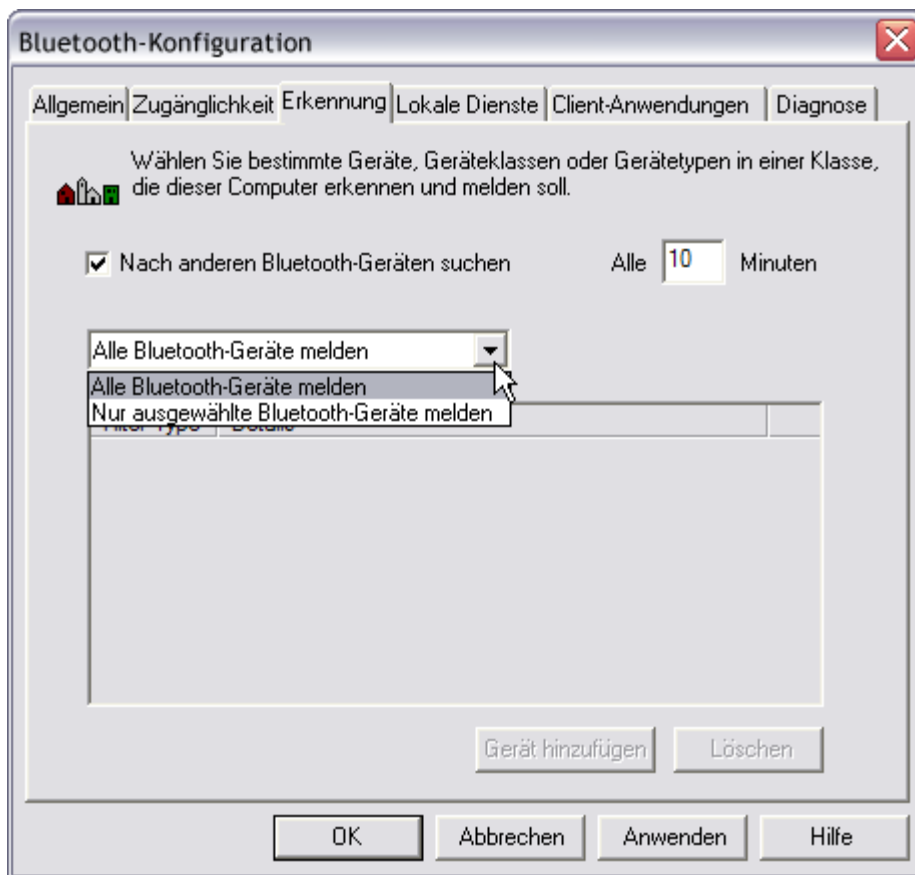 Bluetooth-Konfiguration
Allgemein Zugänglichkeit Erkennung Lokale Dienste Client-Anwendungen Diagnose
Wählen Sie bestimmte Geräte, Geräteklassen oder Gerätetypen in einer Klasse,
die dieser Computer erkennen und melden soll.
Nach anderen Bluetooth-Geräten suchen Alle 10 Minuten
Alle Bluetooth-Geräte melden
Alle Bluetooth-Geräte melden
Nur ausgewählte Bluetooth-Geräte melden
Gerät hinzufügen Löschen
OK Abbrechen Anwenden Hilfe